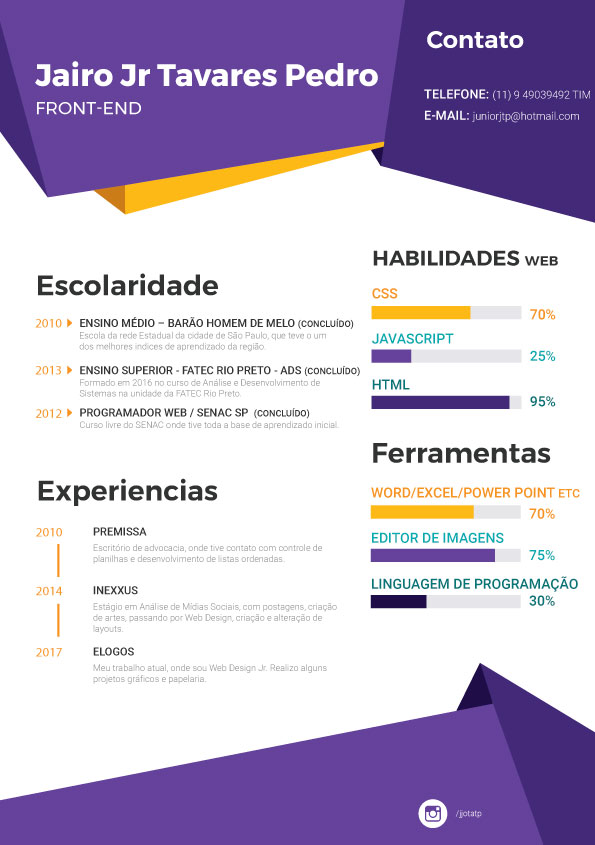 Jairo Jr Tavares Pedro
FRONT-END
Contato
TELEFONE: (11) 9 49039492 TIM
E-MAIL: juniorjtp@hotmail.com
Escolaridade
2010 ENSINO MÉDIO – BARÃO HOMEM DE MELO (CONCLUÍDO)
Escola da rede Estadual da cidade de São Paulo, que teve o um
dos melhores indices de aprendizado da região.
2013 ENSINO SUPERIOR - FATEC RIO PRETO - ADS (CONCLUÍDO)
Formado em 2016 no curso de Análise e Desenvolvimento de
Sistemas na unidade da FATEC Rio Preto.
2012 PROGRAMADOR WEB / SENAC SP (CONCLUÍDO)
Curso livre do SENAC onde tive toda a base de aprendizado inicial.
Experiencias
2010 PREMISSA
Escritório de advocacia, onde tive contato com controle de
planilhas e desenvolvimento de listas ordenadas.
2014 INEXXUS
Estágio em Análise de Mídias Sociais, com postagens, criação
de artes, passando por Web Design, criação e alteração de
layouts.
2017 ELOGOS
Meu trabalho atual, onde sou Web Design Jr. Realizo alguns
projetos gráficos e papelaria.
HABILIDADES WEB
CSS
70%
JAVASCRIPT
25%
HTML
95%
Ferramentas
WORD/EXCEL/POWER POINT ETC
70%
EDITOR DE IMAGENS
75%
LINGUAGEM DE PROGRAMAÇÃO
30%
/jjotatp